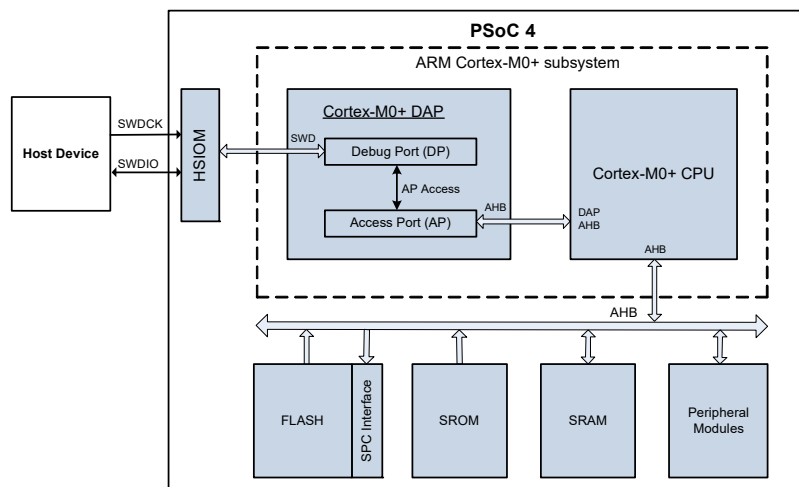 PSoC 4
ARM Cortex-M0+ subsystem
Host Device
SWDCK
SWDIO
HSIOM
SWD
Cortex-M0+ DAP
Debug Port (DP)
AP Access
Access Port (AP)
AHB
DAP
AHB
Cortex-M0+ CPU
AHB
AHB
FLASH
SPC Interface
SROM
SRAM
Peripheral
Modules